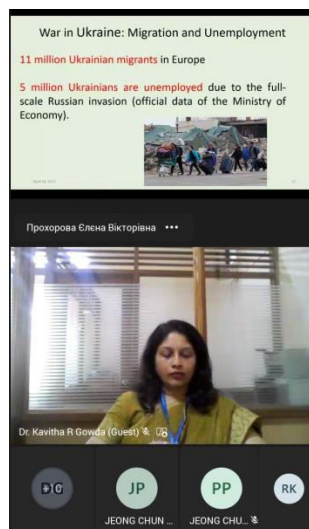 War in Ukraine: Migration and Unemployment
11 million Ukrainian migrants in Europe
5 million Ukrainians are unemployed due to the full-
scale Russian invasion (official data of the Ministry of
Economy).
Прохорова Єлєна Вікторівна •••
Dr. Kavitha R Gowda (Guest)
JP
PP
RK
JEONG CHUN ...
JEONG CHU...